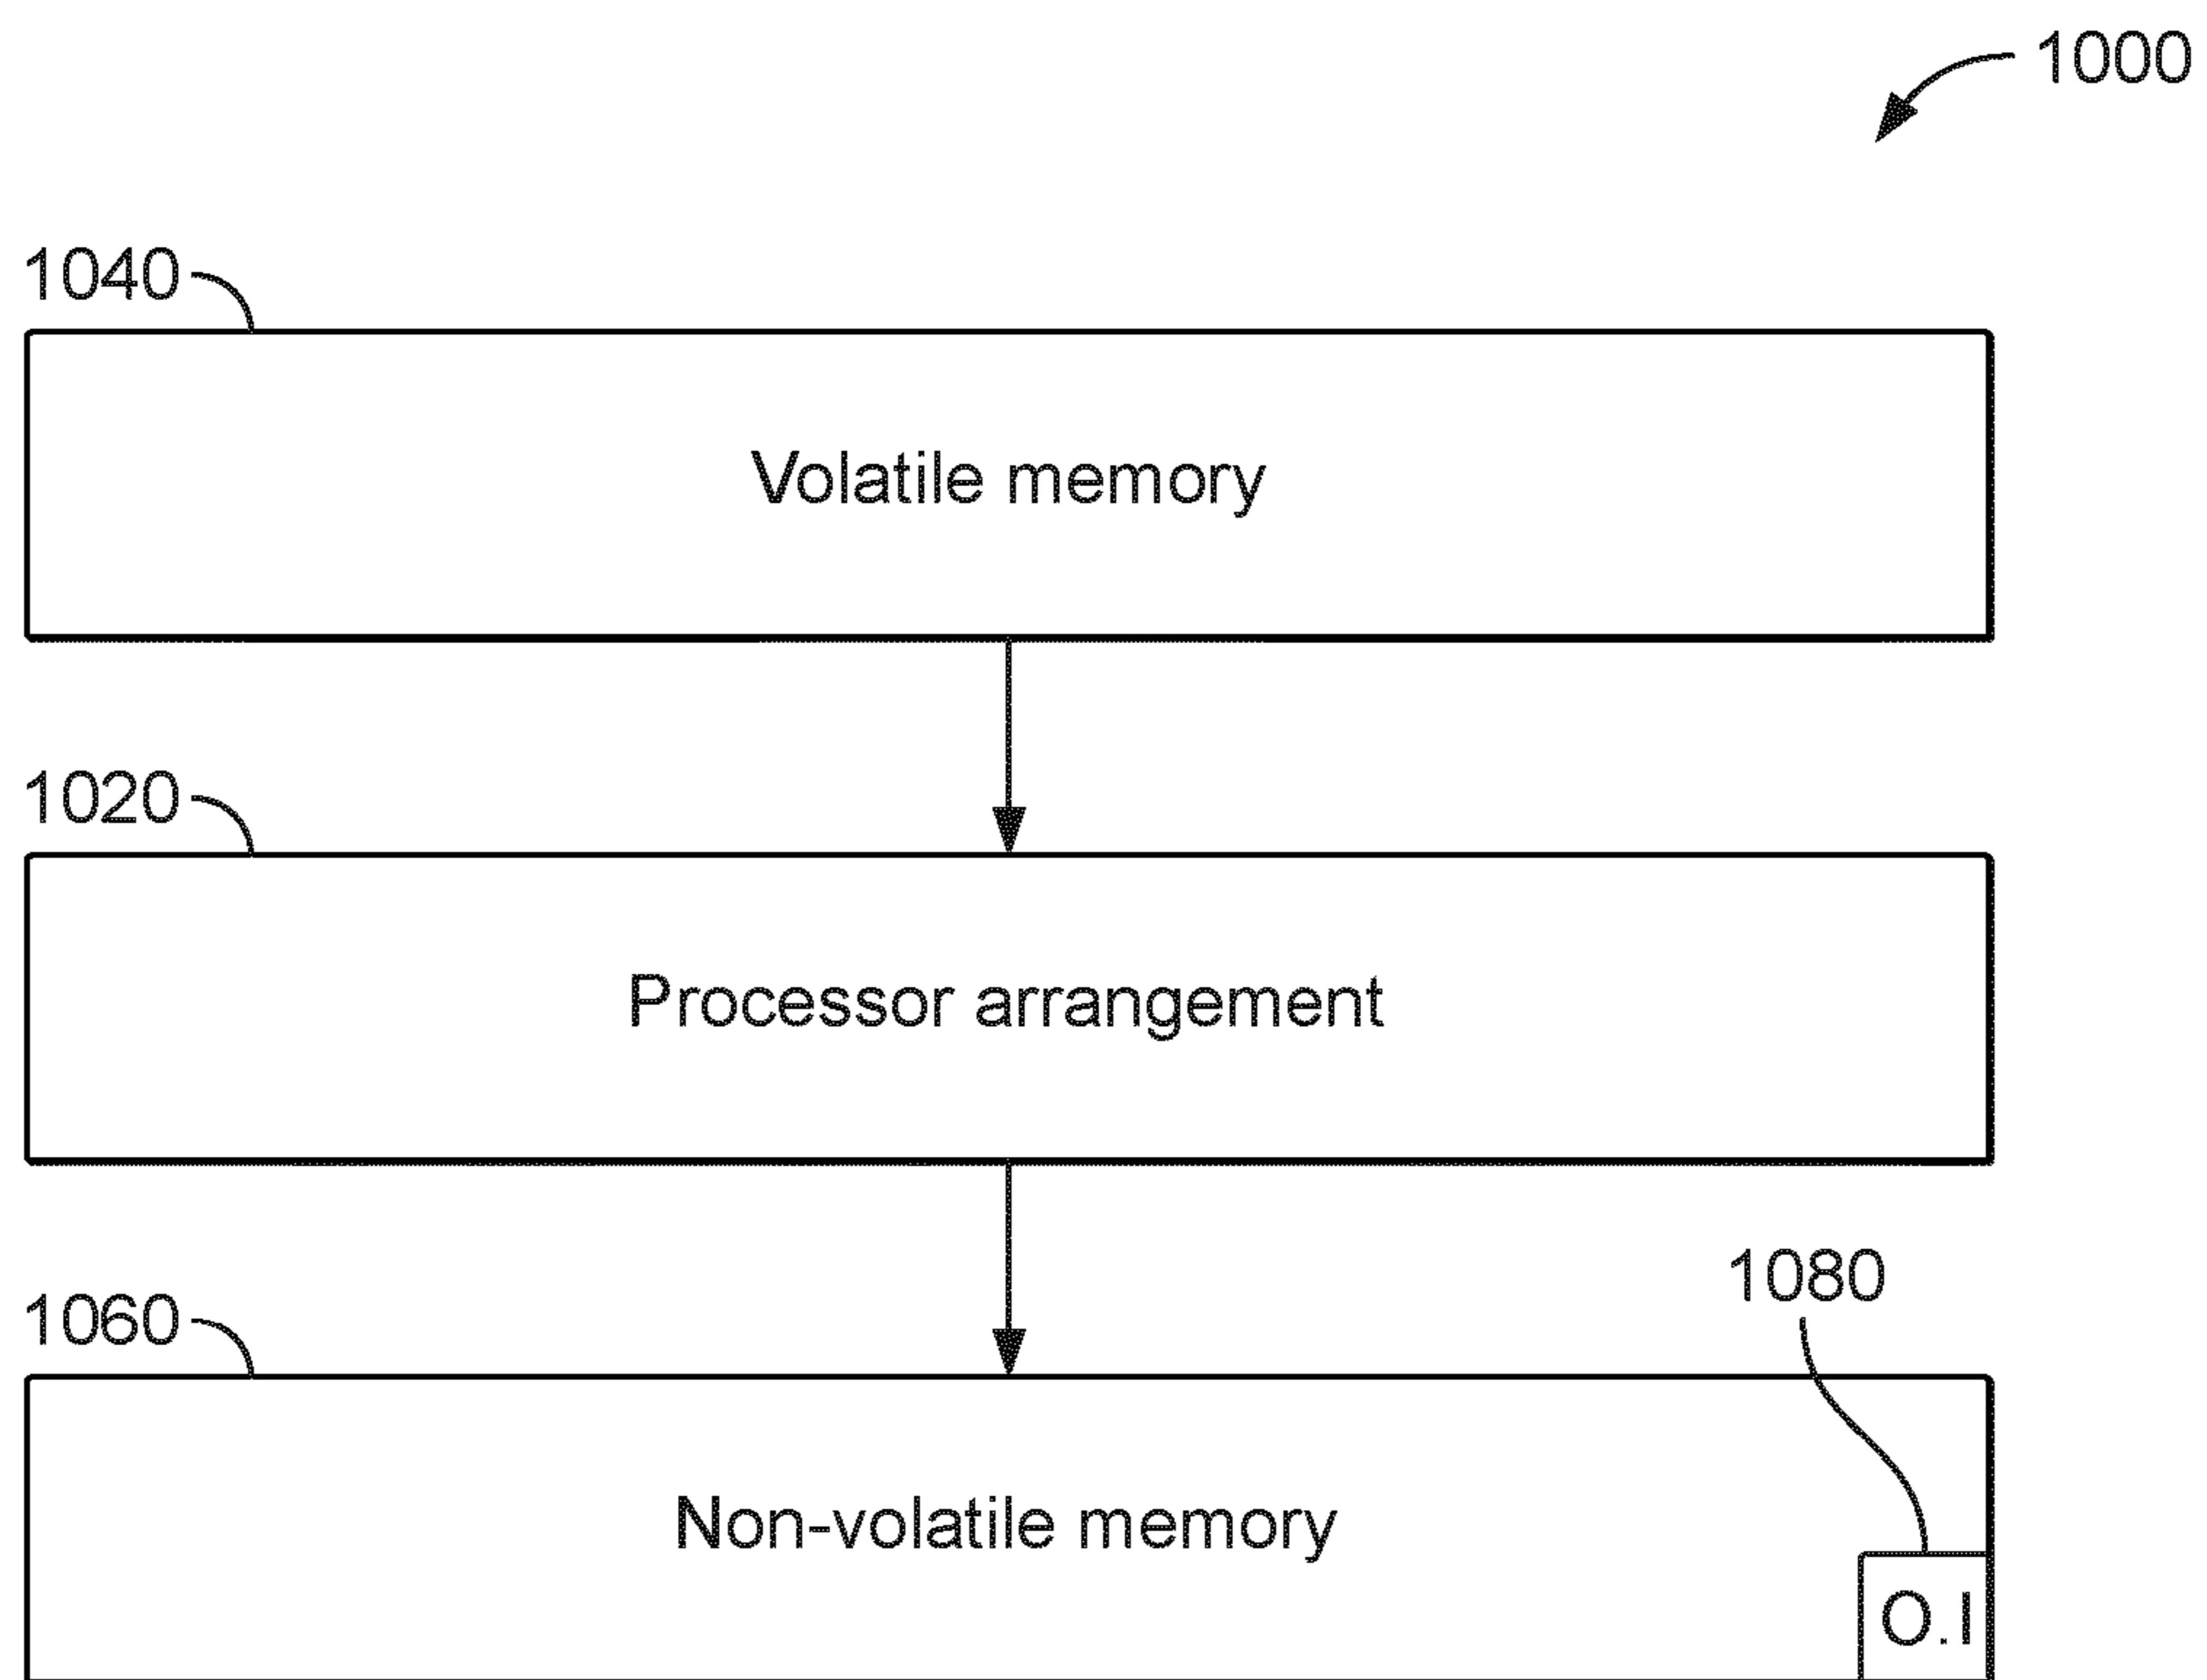 1000
1040
Volatile memory
1020
Processor arrangement
1080
1060
Non-volatile memory
O.I